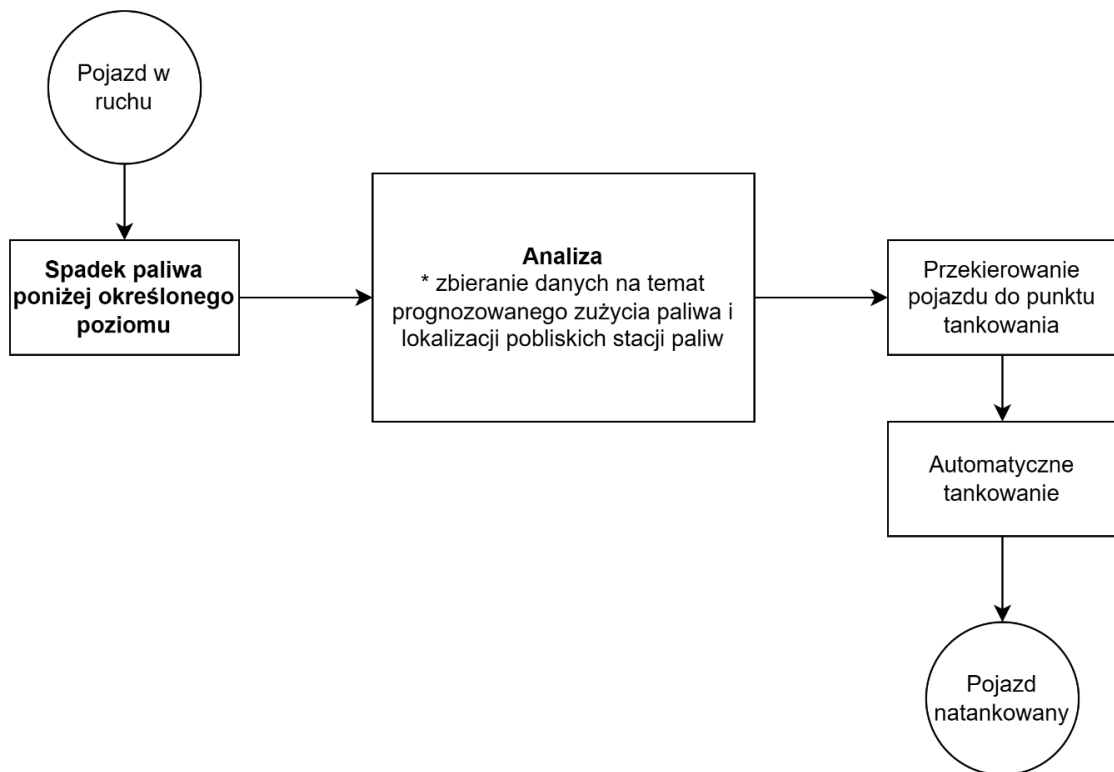 Pojazd w
ruchu
Spadek paliwa
poniżej określonego
poziomu
Analiza
* zbieranie danych na temat
prognozowanego zużycia paliwa i
lokalizacji pobliskich stacji paliw
Przekierowanie
pojazdu do punktu
tankowania
Automatyczne
tankowanie
Pojazd
natankowany